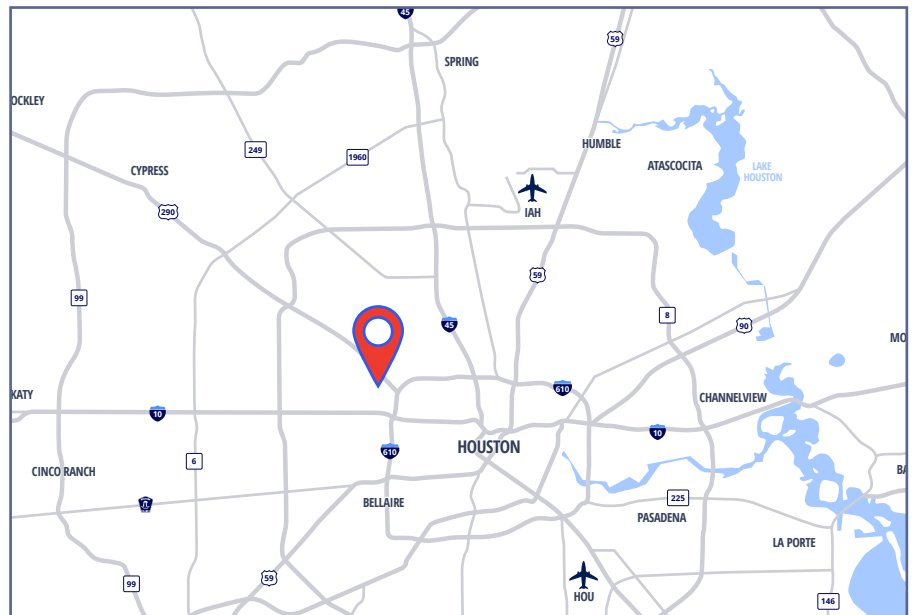 45
59
SPRING
OCKLEY
249
HUMBLE
1960
ATASCOCITA
CYPRESS
LAKE
HOUSTON
290
IAH
59
99
8
45
90
MO
610
KATY
CHANNELVIEW
10
10
HOUSTON
610
6
CINCO RANCH
BA
225
BELLAIRE
PASADENA
LA PORTE
59
99
HOU
146